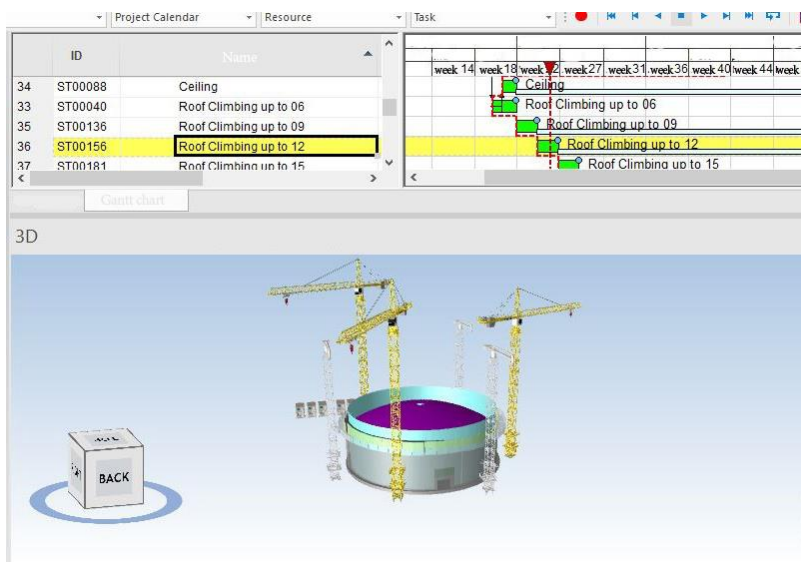 Project Calendar Resource Task
ID Name
week 14 week 18 week 22 week 27 week 31 week 36 week 40 week 44
34 ST00088 Ceiling Ceiling
33 ST00040 Roof Climbing up to 06 Roof Climbing up to 06
35 ST00136 Roof Climbing up to 09 Roof Climbing up to 09
36 ST00156 Roof Climbing up to 12 Roof Climbing up to 12
37 ST00181 Roof Climbing up to 15 Roof Climbing up to 15
Gantt chart
3D
BACK